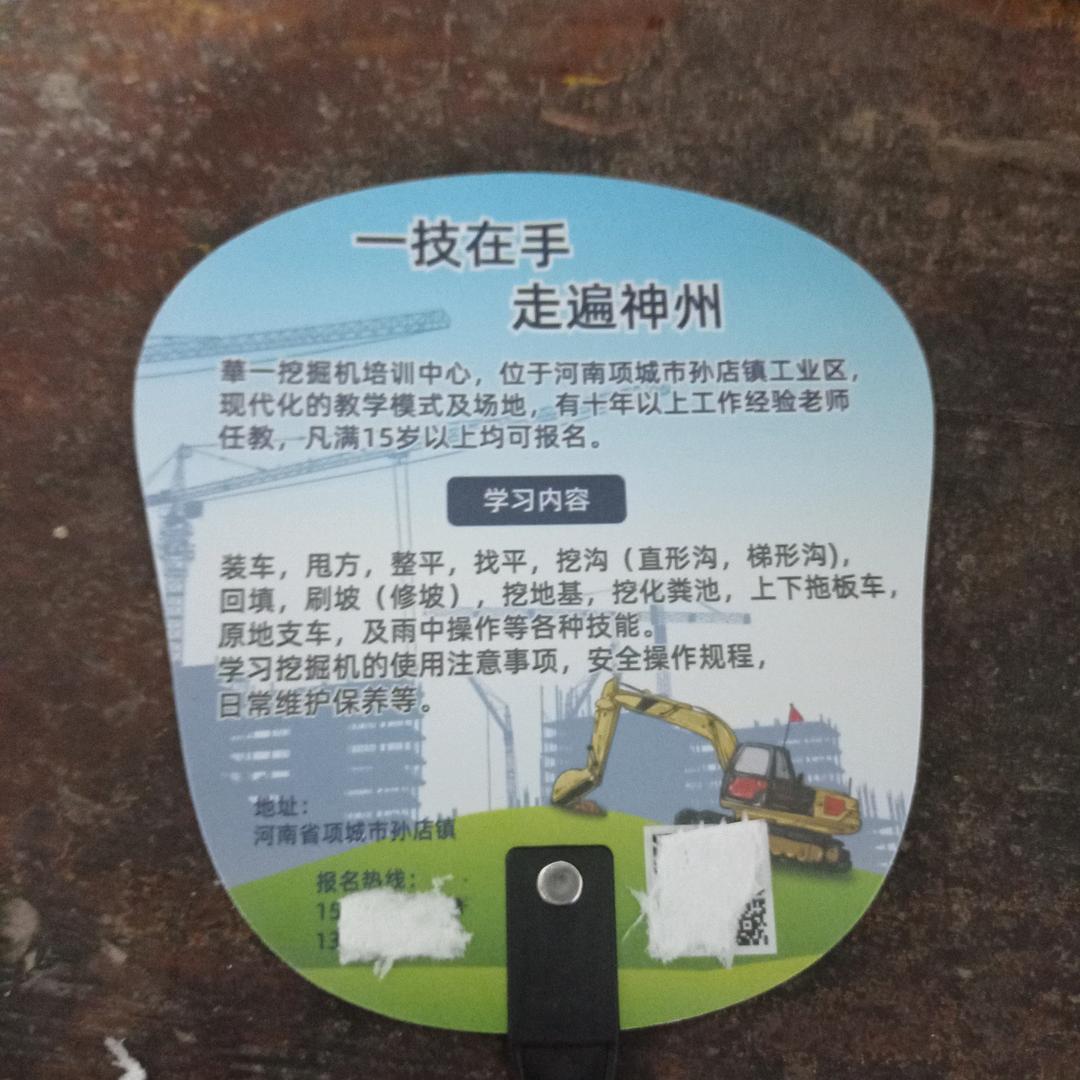 一技在手
走遍神州
華一挖掘机培训中心，位于河南项城市孙店镇工业区，
现代化的教学模式及场地，有十年以上工作经验老师
任教，凡满15岁以上均可报名。
学习内容
装车，甩方，整平，找平，挖沟（直形沟，梯形沟)，
回填，刷坡（修坡），挖地基，挖化粪池，上下拖板车，
原地支车，及雨中操作等各种技能。
学习挖掘机的使用注意事项，安全操作规程，
日常维护保养等。
地址：
河南省项城市孙店镇
报名热线：
15
13